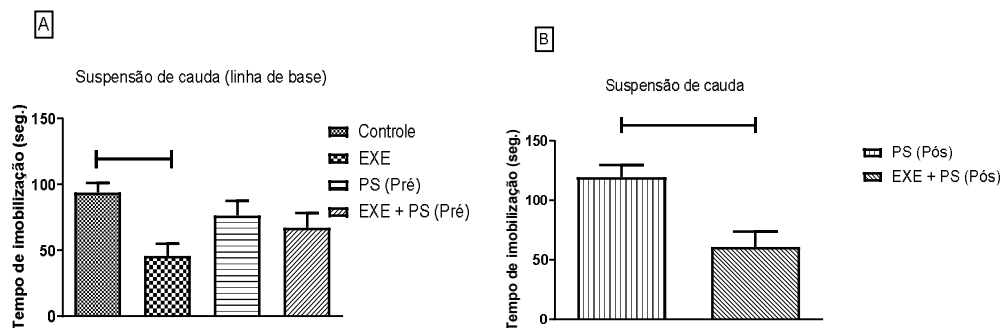 A
Suspensão de cauda (linha de base)
Tempo de imobilização (seg.)
150
100
50
0
Controle
EXE
PS (Pré)
EXE + PS (Pré)
B
Suspensão de cauda
Tempo de imobilização (seg.)
150
100
50
0
PS (Pós)
EXE + PS (Pós)